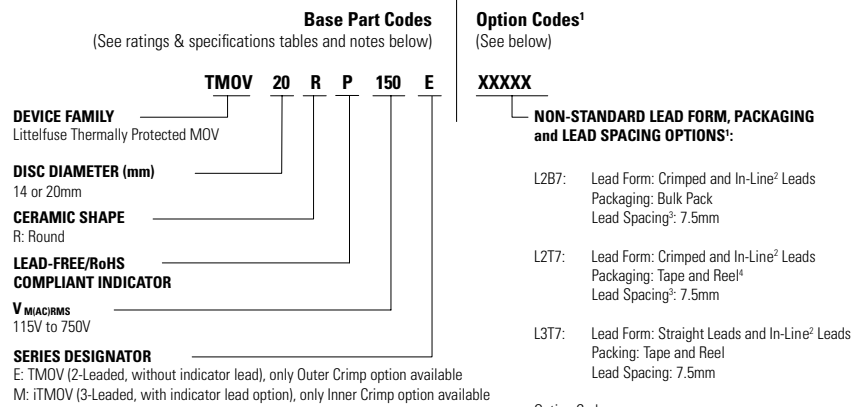 Base Part Codes
(See ratings & specifications tables and notes below)
Option Codes¹
(See below)
TMOV 20 R P 150 E XXXXX
DEVICE FAMILY
Littelfuse Thermally Protected MOV
DISC DIAMETER (mm)
14 or 20mm
CERAMIC SHAPE
R: Round
LEAD-FREE/RoHS
COMPLIANT INDICATOR
V M(AC)RMS
115V to 750V
SERIES DESIGNATOR
E: TMOV (2-Leaded, without indicator lead), only Outer Crimp option available
M: iTMOV (3-Leaded, with indicator lead option), only Inner Crimp option available
NON-STANDARD LEAD FORM, PACKAGING
and LEAD SPACING OPTIONS¹:
L2B7: Lead Form: Crimped and In-Line² Leads
Packaging: Bulk Pack
Lead Spacing³: 7.5mm
L2T7: Lead Form: Crimped and In-Line² Leads
Packaging: Tape and Reel⁴
Lead Spacing³: 7.5mm
L3T7: Lead Form: Straight Leads and In-Line² Leads
Packing: Tape and Reel
Lead Spacing: 7.5mm